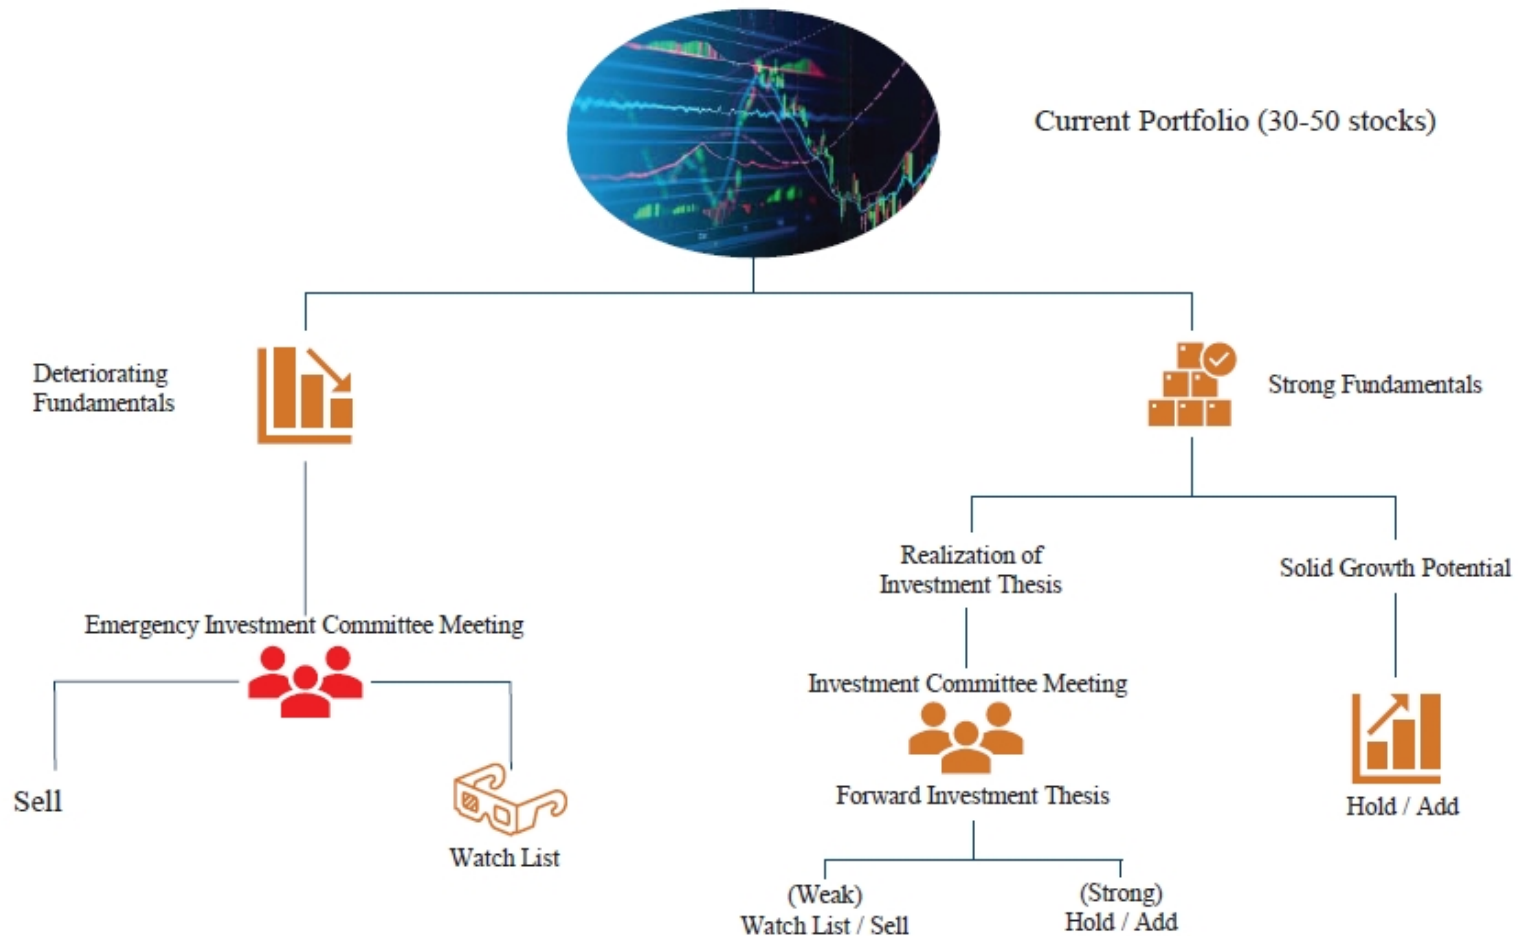 Current Portfolio (30-50 stocks)
Deteriorating
Fundamentals
Strong Fundamentals
Realization of
Investment Thesis
Solid Growth Potential
Emergency Investment Committee Meeting
Investment Committee Meeting
Forward Investment Thesis
Sell
Watch List
Hold / Add
(Weak)
Watch List / Sell
(Strong)
Hold / Add